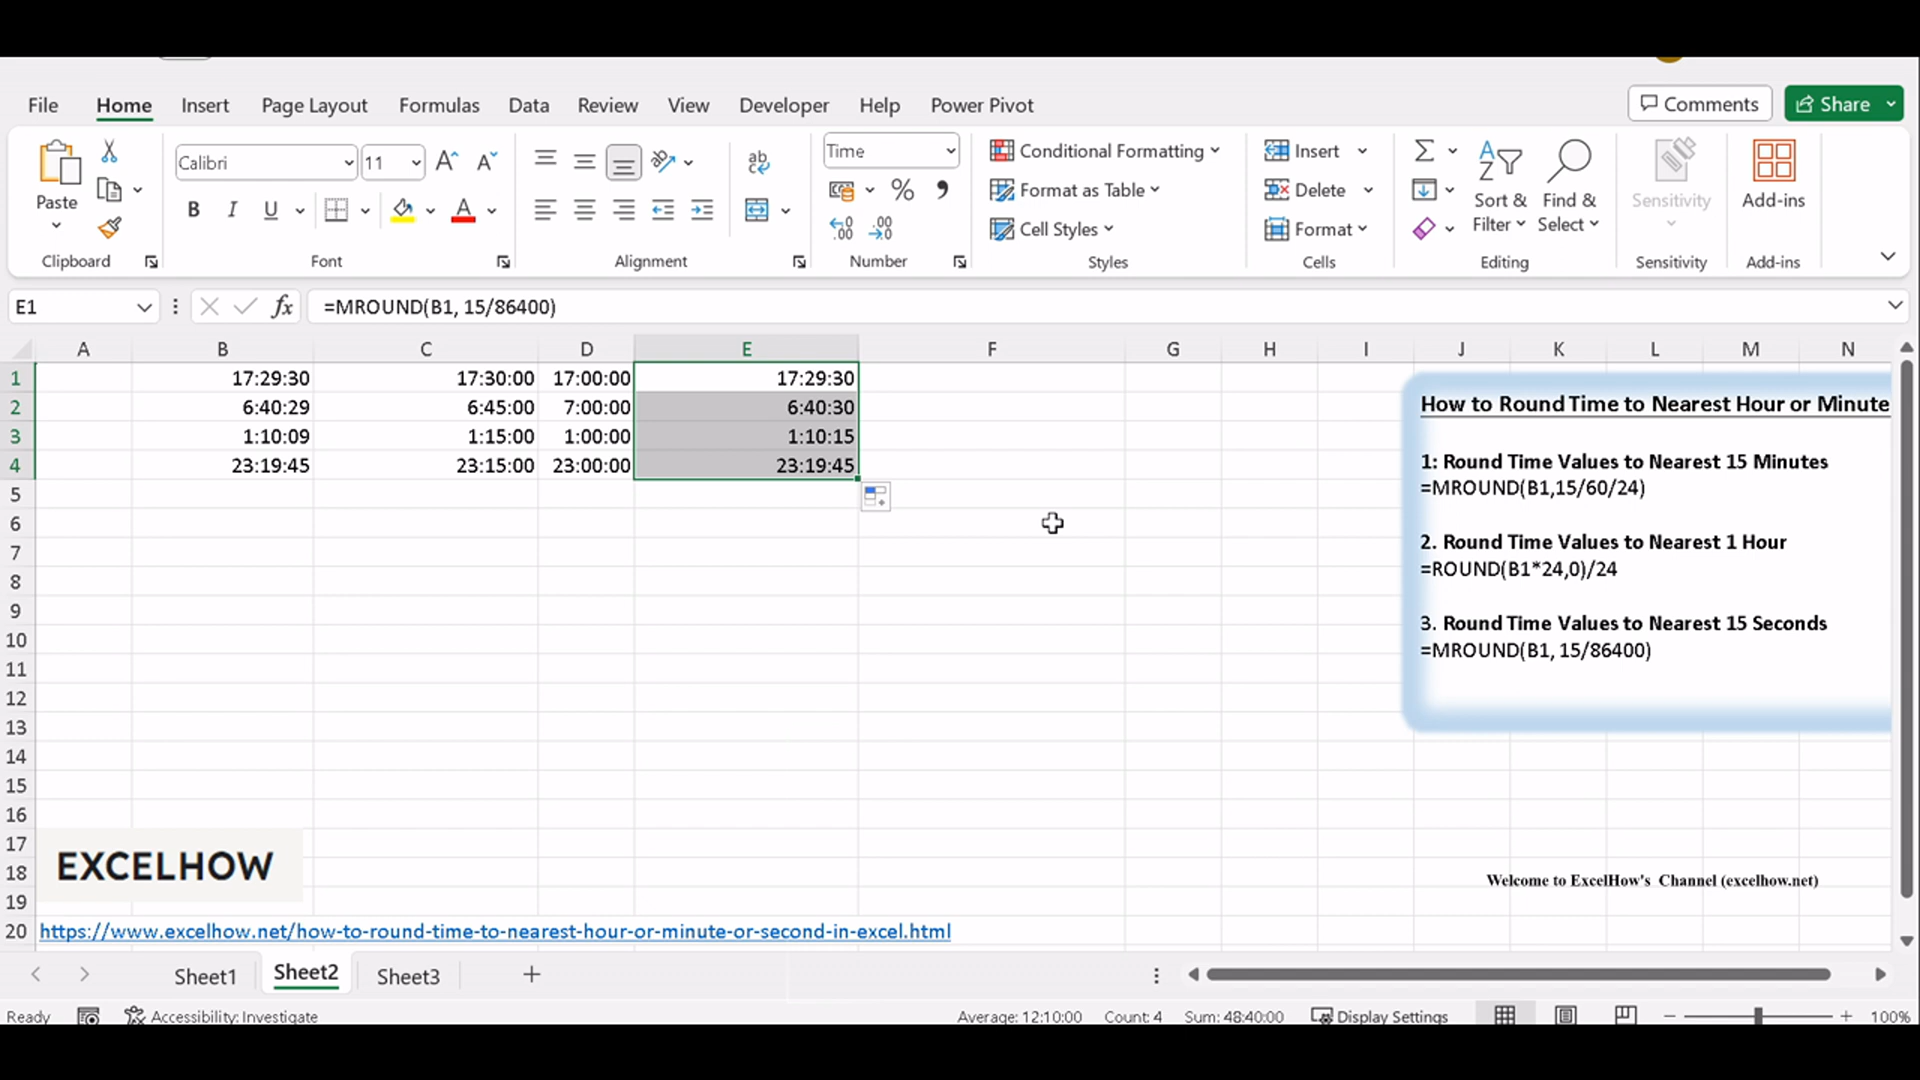 File Home Insert Page Layout Formulas Data Review View Developer Help Power Pivot Comments Share
Paste
Clipboard
Calibri 11
B I U
Font
Alignment
Time
Number
Conditional Formatting
Format as Table
Cell Styles
Styles
Insert
Delete
Format
Cells
Sort & Filter
Find & Select
Editing
Sensitivity
Sensitivity
Add-ins
Add-ins
E1 fx =MROUND(B1, 15/86400)
A B C D E F G H I J K L M N
1 17:29:30 17:30:00 17:00:00 17:29:30
2 6:40:29 6:45:00 7:00:00 6:40:30
3 1:10:09 1:15:00 1:00:00 1:10:15
4 23:19:45 23:15:00 23:00:00 23:19:45
5
6
7
8
9
10
11
12
13
14
15
16
17
18
19
20 https://www.excelhow.net/how-to-round-time-to-nearest-hour-or-minute-or-second-in-excel.html
How to Round Time to Nearest Hour or Minute
1: Round Time Values to Nearest 15 Minutes
=MROUND(B1,15/60/24)
2. Round Time Values to Nearest 1 Hour
=ROUND(B1*24,0)/24
3. Round Time Values to Nearest 15 Seconds
=MROUND(B1, 15/86400)
EXCELHOW
Welcome to ExcelHow's Channel (excelhow.net)
Sheet1 Sheet2 Sheet3
Ready Accessibility: Investigate Average: 12:10:00 Count: 4 Sum: 48:40:00 Display Settings 100%